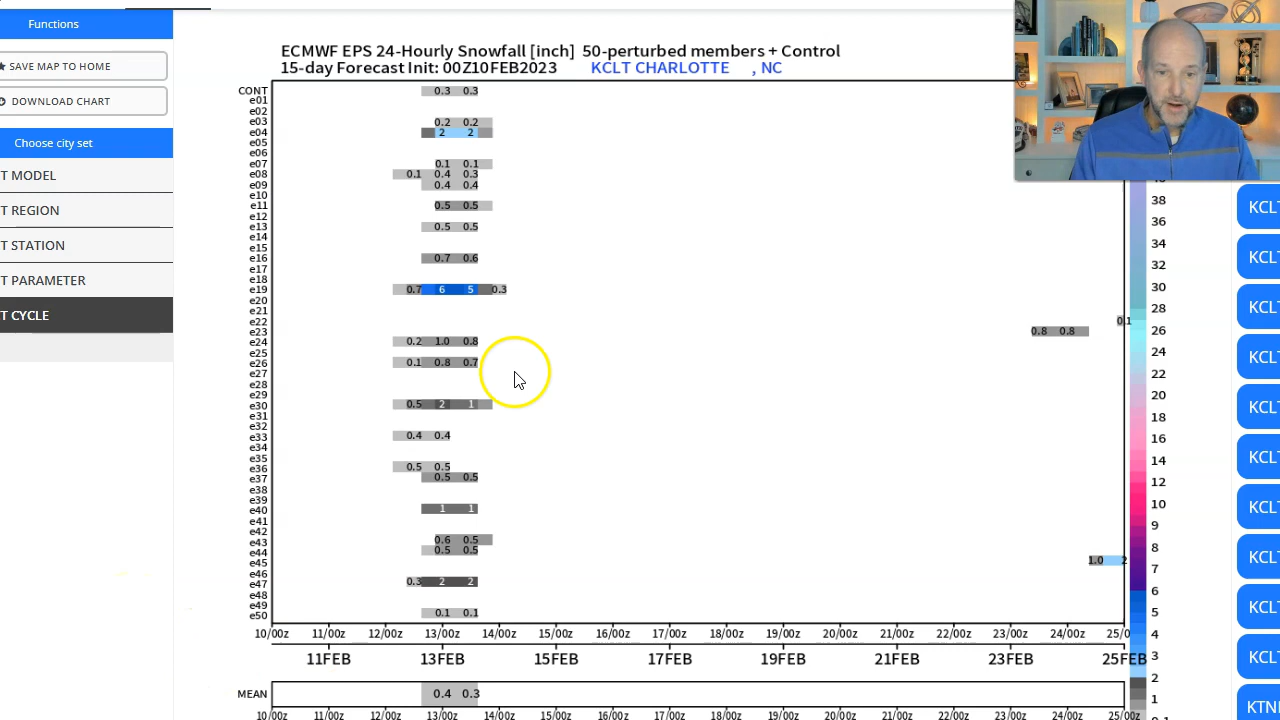 Functions
SAVE MAP TO HOME
DOWNLOAD CHART
Choose city set
T MODEL
T REGION
T STATION
T PARAMETER
T CYCLE
ECMWF EPS 24-Hourly Snowfall [inch] 50-perturbed members + Control
15-day Forecast Init: 00Z10FEB2023 KCLT CHARLOTTE , NC
CONT 0.3 0.3
e01
e02
e03 0.2 0.2
e04 2 2
e05
e06
e07 0.1 0.1
e08 0.1 0.4 0.3
e09 0.4 0.4
e10
e11 0.5 0.5
e12
e13 0.5 0.5
e14
e15
e16 0.7 0.6
e17
e18
e19 0.7 6 5 0.3
e20
e21
e22 0.1
e23 0.8 0.8
e24 0.2 1.0 0.8
e25
e26 0.1 0.8 0.7
e27
e28
e29
e30 0.5 2 1
e31
e32
e33 0.4 0.4
e34
e35
e36 0.5 0.5
e37 0.5 0.5
e38
e39
e40 1 1
e41
e42
e43 0.6 0.5
e44 0.5 0.5
e45 1.0 2
e46
e47 0.3 2 2
e48
e49
e50 0.1 0.1
10/00z 11/00z 12/00z 13/00z 14/00z 15/00z 16/00z 17/00z 18/00z 19/00z 20/00z 21/00z 22/00z 23/00z 24/00z 25/0
11FEB 13FEB 15FEB 17FEB 19FEB 21FEB 23FEB 25FEB
MEAN 0.4 0.3
10/00z 11/00z 12/00z 13/00z 14/00z 15/00z 16/00z 17/00z 18/00z 19/00z 20/00z 21/00z 22/00z 23/00z 24/00z 25/00z
38
36
34
32
30
28
26
24
22
20
18
16
14
12
10
9
8
7
6
5
4
3
2
1
0.1
KCLT
KCLT
KCLT
KCLT
KCLT
KCLT
KCLT
KCLT
KCLT
KCLT
KTN